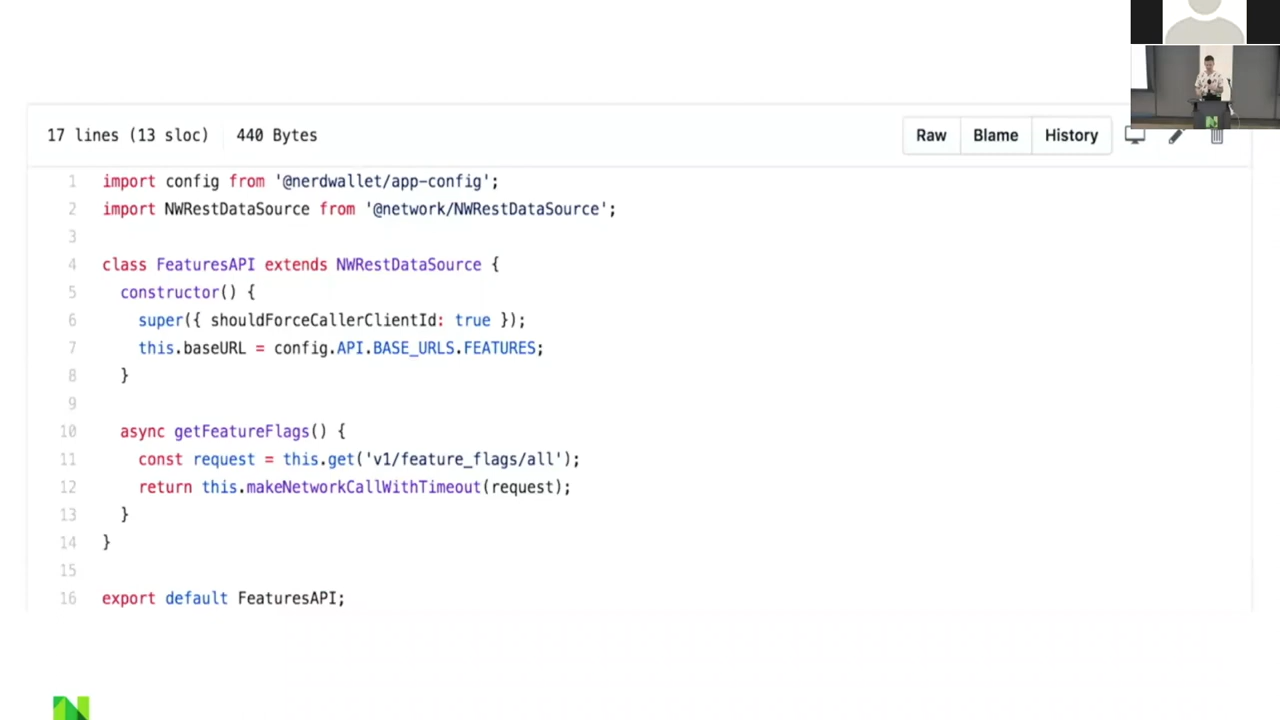 17 lines (13 sloc) 440 Bytes Raw Blame History
1 import config from '@nerdwallet/app-config';
2 import NWRestDataSource from '@network/NWRestDataSource';
3
4 class FeaturesAPI extends NWRestDataSource {
5 constructor() {
6 super({ shouldForceCallerClientId: true });
7 this.baseURL = config.API.BASE_URLS.FEATURES;
8 }
9
10 async getFeatureFlags() {
11 const request = this.get('v1/feature_flags/all');
12 return this.makeNetworkCallWithTimeout(request);
13 }
14 }
15
16 export default FeaturesAPI;